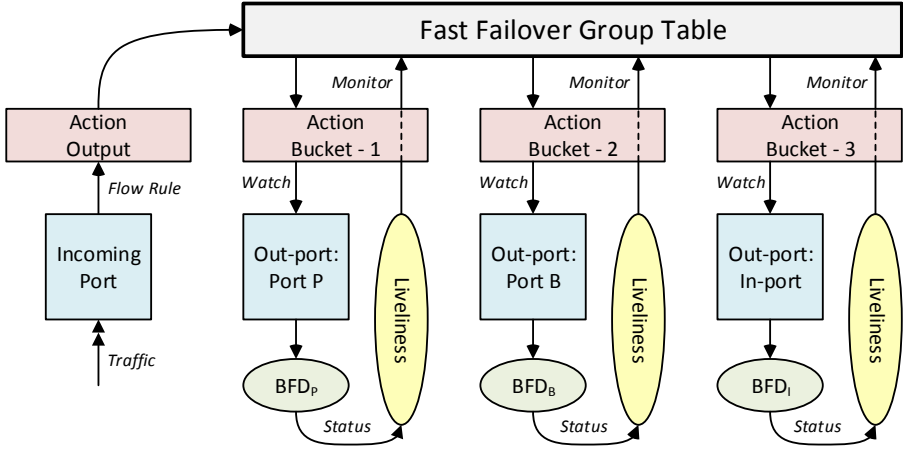 Fast Failover Group Table
Monitor
Monitor
Monitor
Action
Output
Action
Bucket - 1
Action
Bucket - 2
Action
Bucket - 3
Flow Rule
Watch
Watch
Watch
Incoming
Port
Out-port:
Port P
Liveliness
Out-port:
Port B
Liveliness
Out-port:
In-port
Liveliness
Traffic
BFDP
BFDB
BFDI
Status
Status
Status